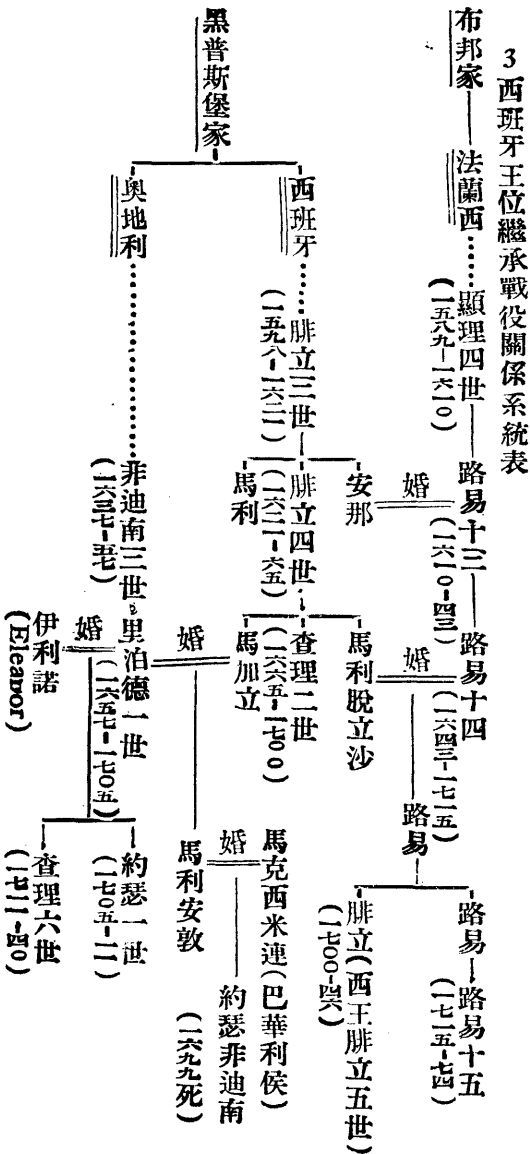 3 西班牙王位繼承戰役關係系統表
布邦家
法蘭西
顯理四世
(一五八九－一六一〇)
路易十三
(一六一〇－四三)
路易十四
(一六四三－一七一五)
路易
路易
路易十五
(一七一五－七四)
腓立(西王腓立五世)
(一七〇〇－四六)
婚
婚
黑普斯堡家
西班牙
腓立三世
(一五九八－一六二一)
安那
腓立四世
(一六二一－六五)
馬利
馬利脫立沙
查理二世
(一六六五－一七〇〇)
馬加立
婚
馬克西米連(巴華利侯)
婚
馬利安敦
約瑟非迪南
(一六九九死)
奧地利
非迪南三世
(一六三七－五七)
里泊德一世
(一六五七－一七〇五)
婚
伊利諾
(Eleanor)
約瑟一世
(一七〇五－一一)
查理六世
(一七一一－四〇)